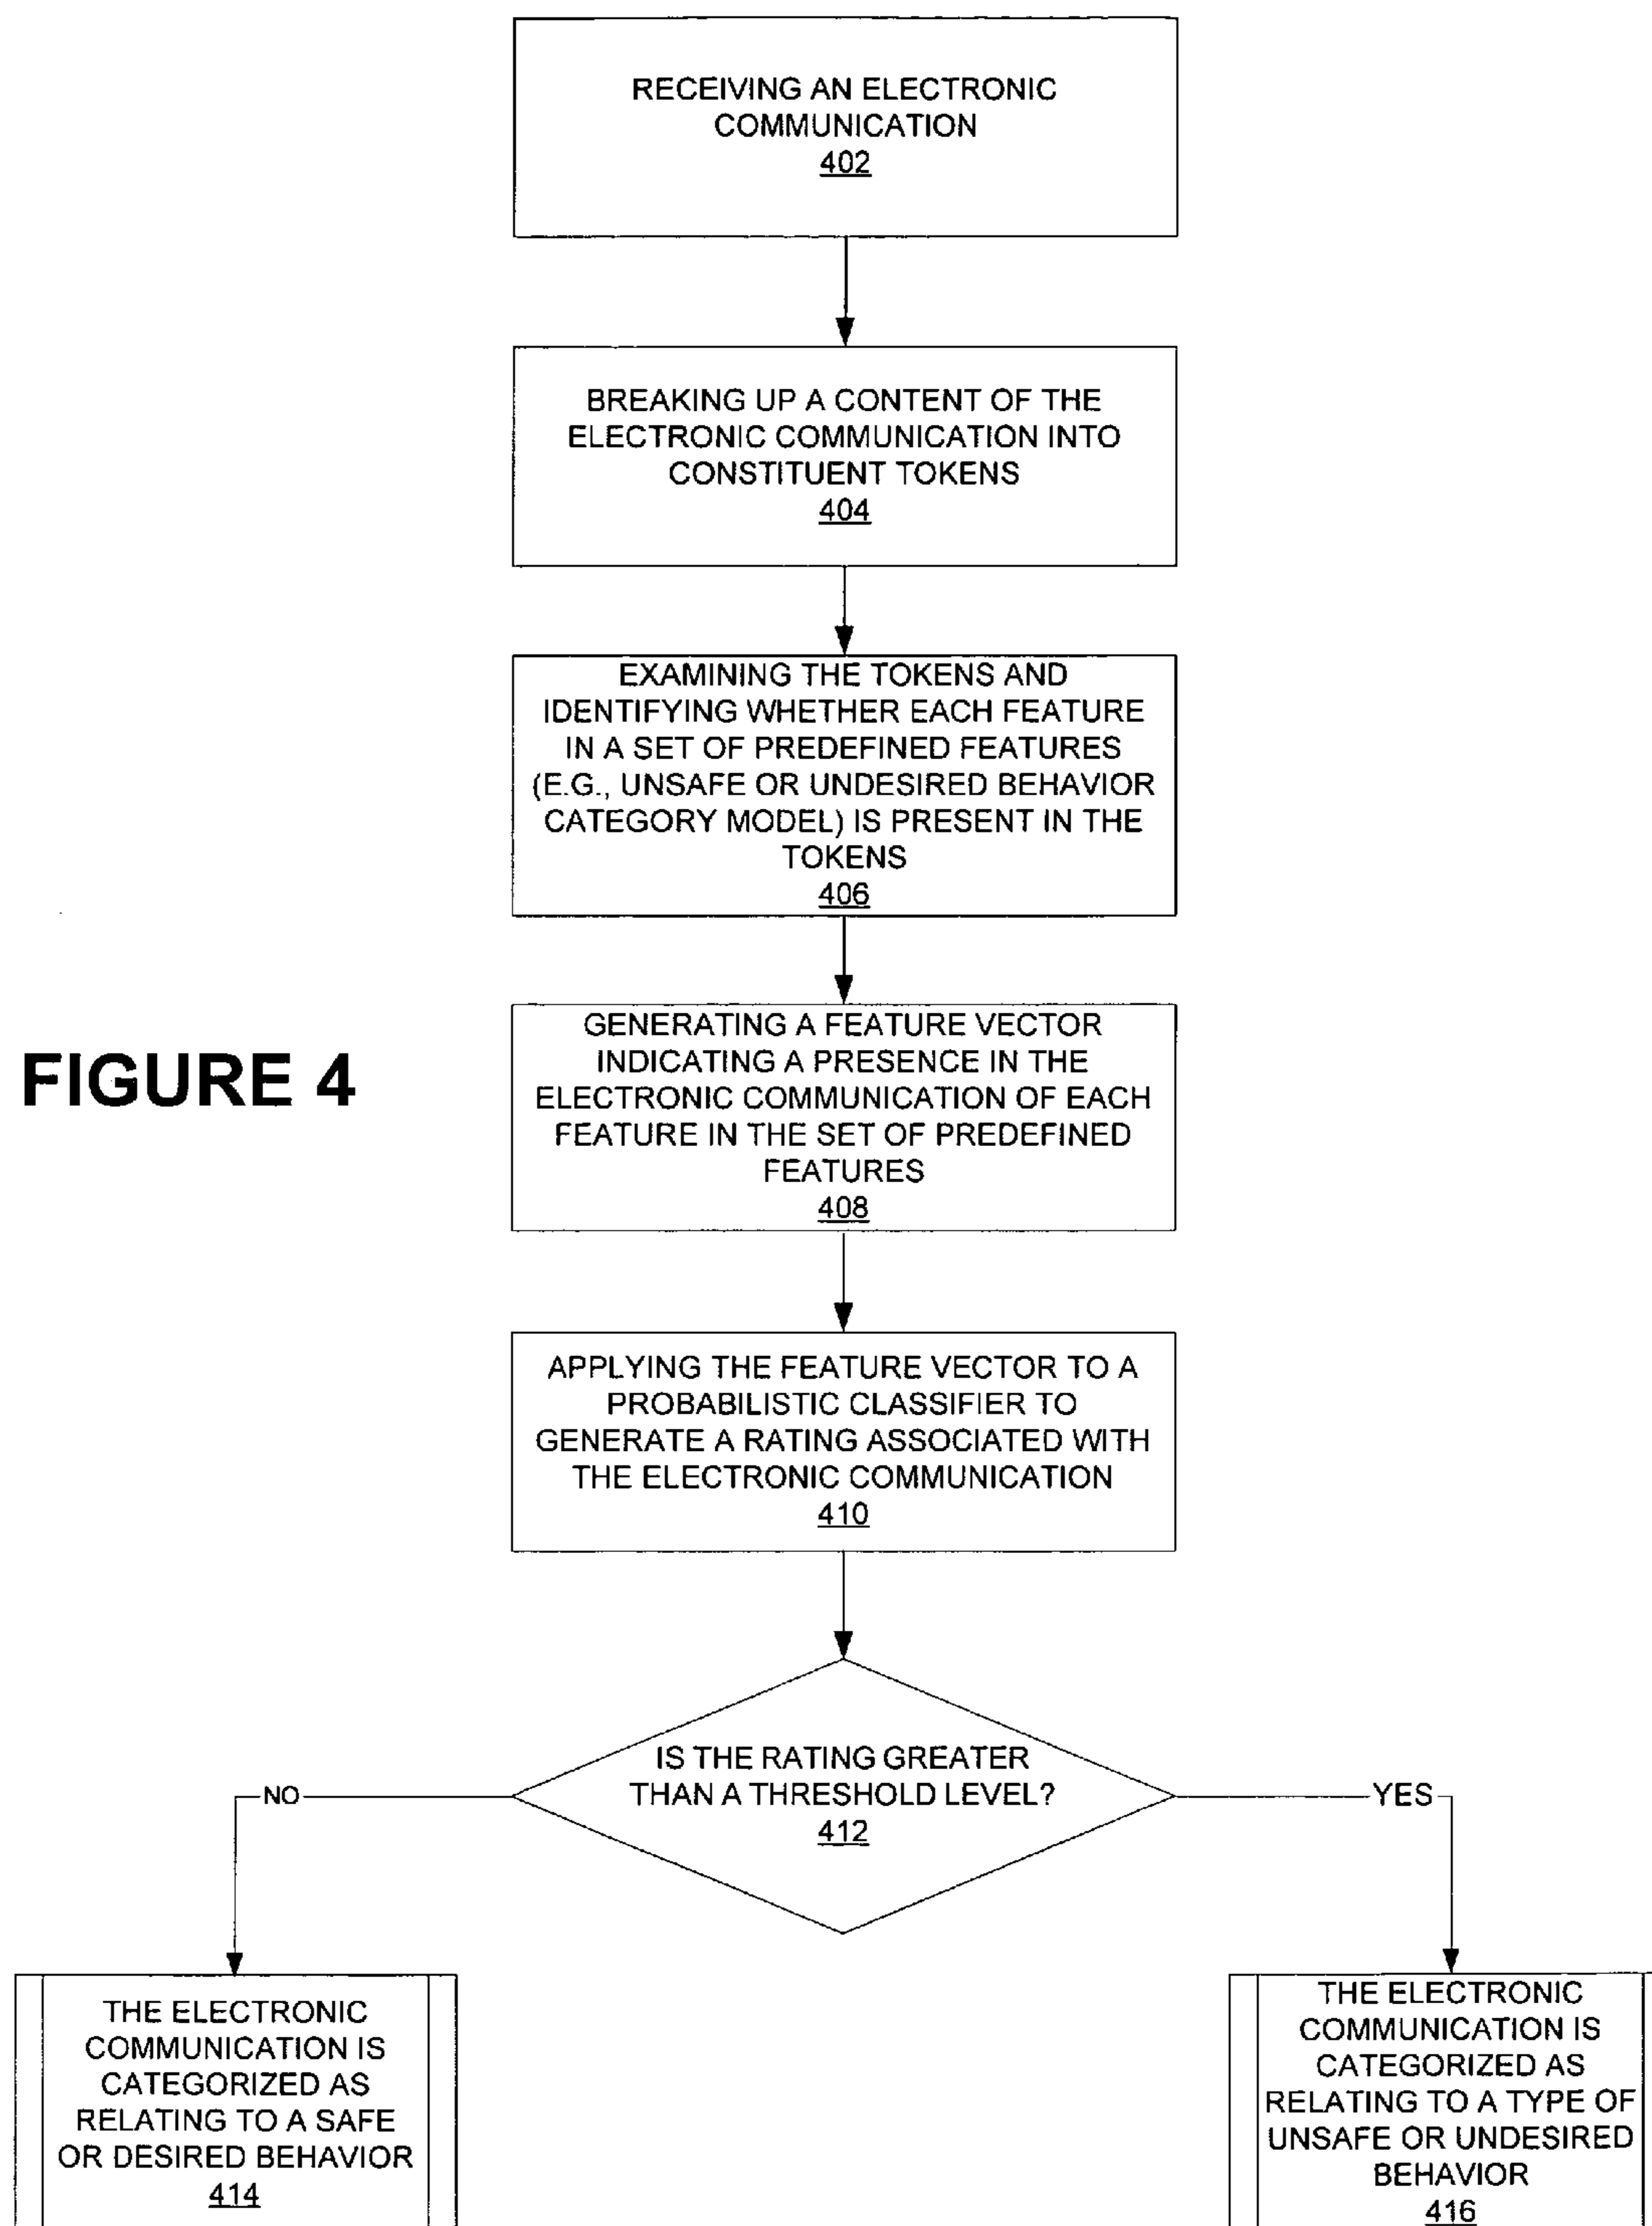 RECEIVING AN ELECTRONIC
COMMUNICATION
402
BREAKING UP A CONTENT OF THE
ELECTRONIC COMMUNICATION INTO
CONSTITUENT TOKENS
404
EXAMINING THE TOKENS AND
IDENTIFYING WHETHER EACH FEATURE
IN A SET OF PREDEFINED FEATURES
(E.G., UNSAFE OR UNDESIRED BEHAVIOR
CATEGORY MODEL) IS PRESENT IN THE
TOKENS
406
FIGURE 4
GENERATING A FEATURE VECTOR
INDICATING A PRESENCE IN THE
ELECTRONIC COMMUNICATION OF EACH
FEATURE IN THE SET OF PREDEFINED
FEATURES
408
APPLYING THE FEATURE VECTOR TO A
PROBABILISTIC CLASSIFIER TO
GENERATE A RATING ASSOCIATED WITH
THE ELECTRONIC COMMUNICATION
410
IS THE RATING GREATER
THAN A THRESHOLD LEVEL?
412
NO
YES
THE ELECTRONIC
COMMUNICATION IS
CATEGORIZED AS
RELATING TO A SAFE
OR DESIRED BEHAVIOR
414
THE ELECTRONIC
COMMUNICATION IS
CATEGORIZED AS
RELATING TO A TYPE OF
UNSAFE OR UNDESIRED
BEHAVIOR
416